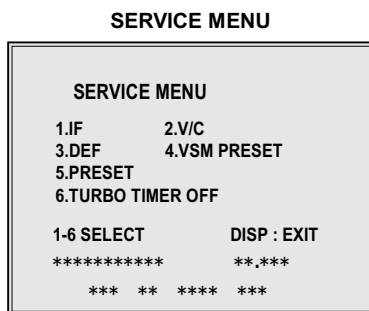 SERVICE MENU
SERVICE MENU
1.IF 2.V/C
3.DEF 4.VSM PRESET
5.PRESET
6.TURBO TIMER OFF
1-6 SELECT DISP : EXIT
*********** **.***
*** ** **** ***